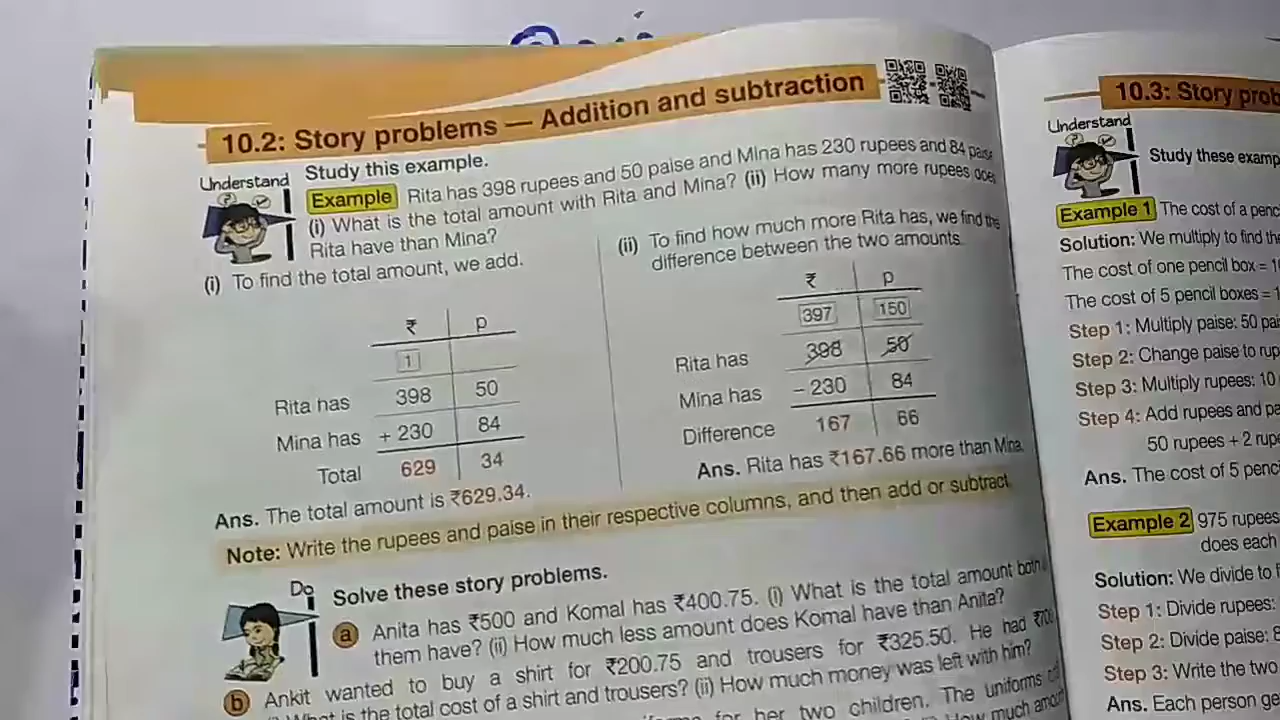 10.2: Story problems — Addition and subtraction
Understand
Study this example.
Example Rita has 398 rupees and 50 paise and Mina has 230 rupees and 84 paise
(i) What is the total amount with Rita and Mina? (ii) How many more rupees does
Rita have than Mina?
(i) To find the total amount, we add.
₹ p
1
Rita has 398 50
Mina has + 230 84
Total 629 34
Ans. The total amount is ₹629.34.
(ii) To find how much more Rita has, we find the
difference between the two amounts.
₹ p
397 150
Rita has 398 50
Mina has − 230 84
Difference 167 66
Ans. Rita has ₹167.66 more than Mina.
Note: Write the rupees and paise in their respective columns, and then add or subtract.
Do
Solve these story problems.
a Anita has ₹500 and Komal has ₹400.75. (i) What is the total amount both
them have? (ii) How much less amount does Komal have than Anita?
b Ankit wanted to buy a shirt for ₹200.75 and trousers for ₹325.50. He had ₹700
What is the total cost of a shirt and trousers? (ii) How much money was left with him?
for her two children. The uniforms
How much
10.3: Story prob
Understand
Study these examp
Example 1 The cost of a penc
Solution: We multiply to find the
The cost of one pencil box = 1
The cost of 5 pencil boxes = 1
Step 1: Multiply paise: 50 pai
Step 2: Change paise to rup
Step 3: Multiply rupees: 10
Step 4: Add rupees and pa
50 rupees + 2 rupe
Ans. The cost of 5 penc
Example 2 975 rupees
does each
Solution: We divide to f
Step 1: Divide rupees:
Step 2: Divide paise: 8
Step 3: Write the two
Ans. Each person ge